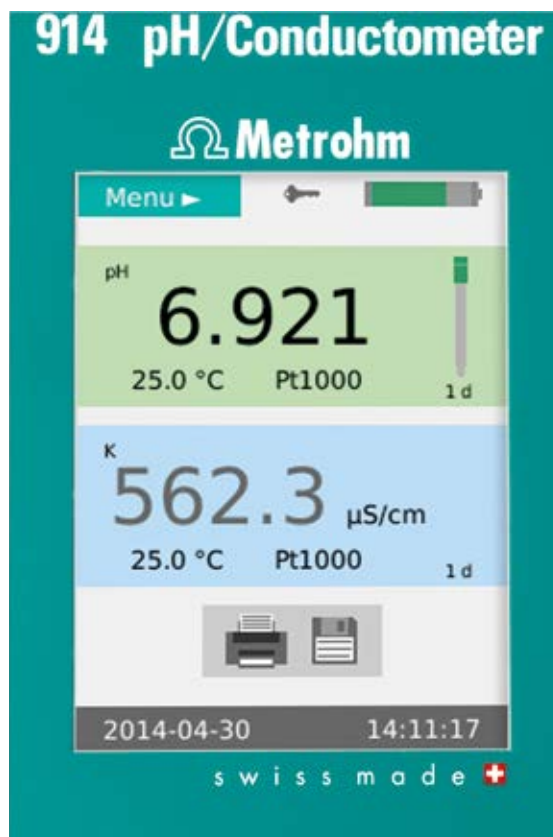 914 pH/Conductometer
Metrohm
Menu ►
pH
6.921
25.0 °C Pt1000
1 d
K
562.3 µS/cm
25.0 °C Pt1000
1 d
2014-04-30 14:11:17
swiss made